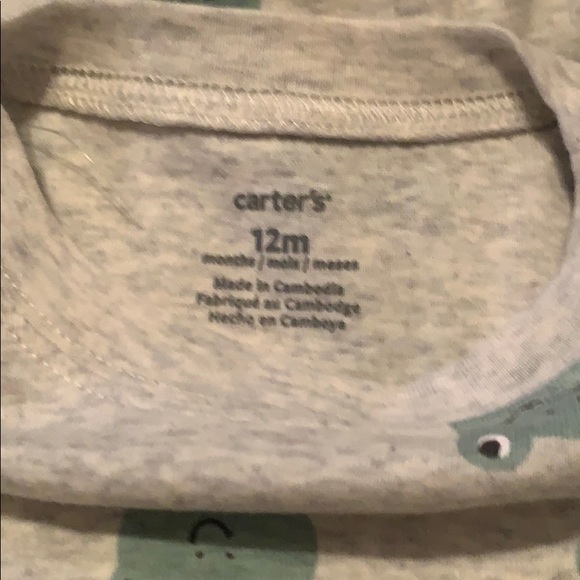 carter's
12m
months / mois / meses
Made in Cambodia
Fabriqué au Cambodge
Hecho en Camboya